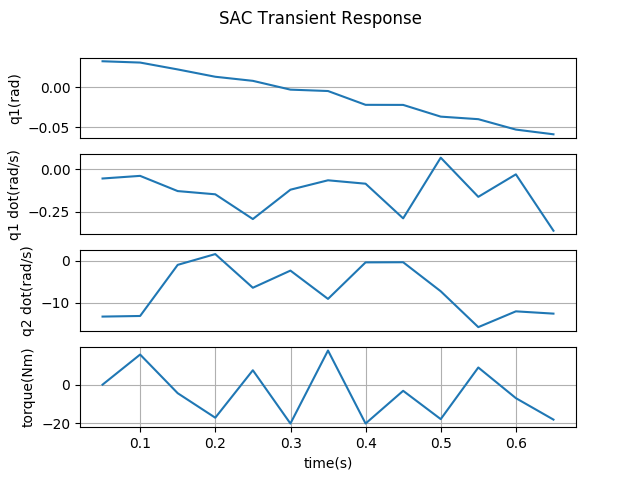 SAC Transient Response
q1(rad)
0.00
−0.05
q1 dot(rad/s)
0.00
−0.25
q2 dot(rad/s)
0
−10
torque(Nm)
0
−20
0.1 0.2 0.3 0.4 0.5 0.6
time(s)